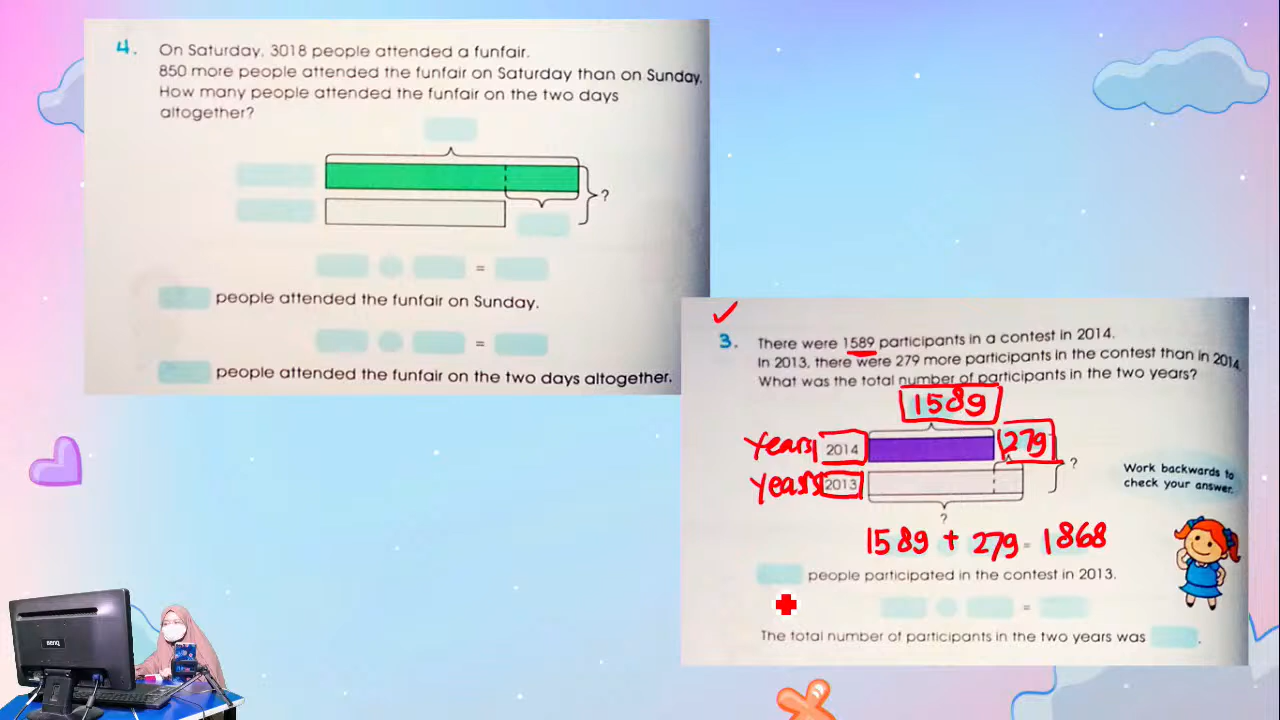 4. On Saturday, 3018 people attended a funfair.
850 more people attended the funfair on Saturday than on Sunday.
How many people attended the funfair on the two days
altogether?
?
=
people attended the funfair on Sunday.
=
people attended the funfair on the two days altogether.
3. There were 1589 participants in a contest in 2014.
In 2013, there were 279 more participants in the contest than in 2014.
What was the total number of participants in the two years?
1589
Years 2014 279
Years 2013 ?
?
Work backwards to
check your answer.
1589 + 279 = 1868
people participated in the contest in 2013.
=
The total number of participants in the two years was .
BenQ